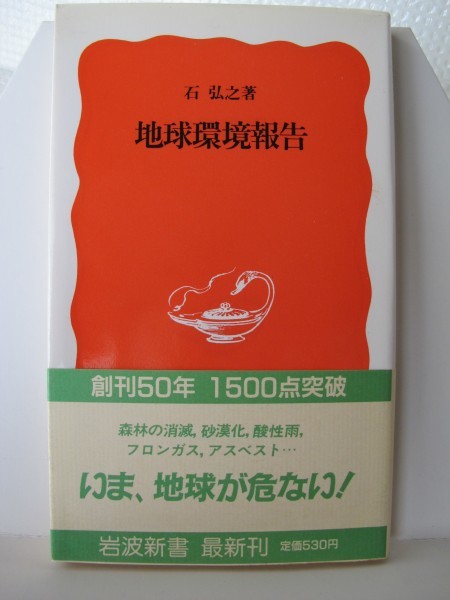 石 弘之著
地球環境報告
創刊50年 1500点突破
森林の消滅, 砂漠化, 酸性雨,
フロンガス, アスベスト…
いま、地球が危ない!
岩波新書 最新刊 定価530円